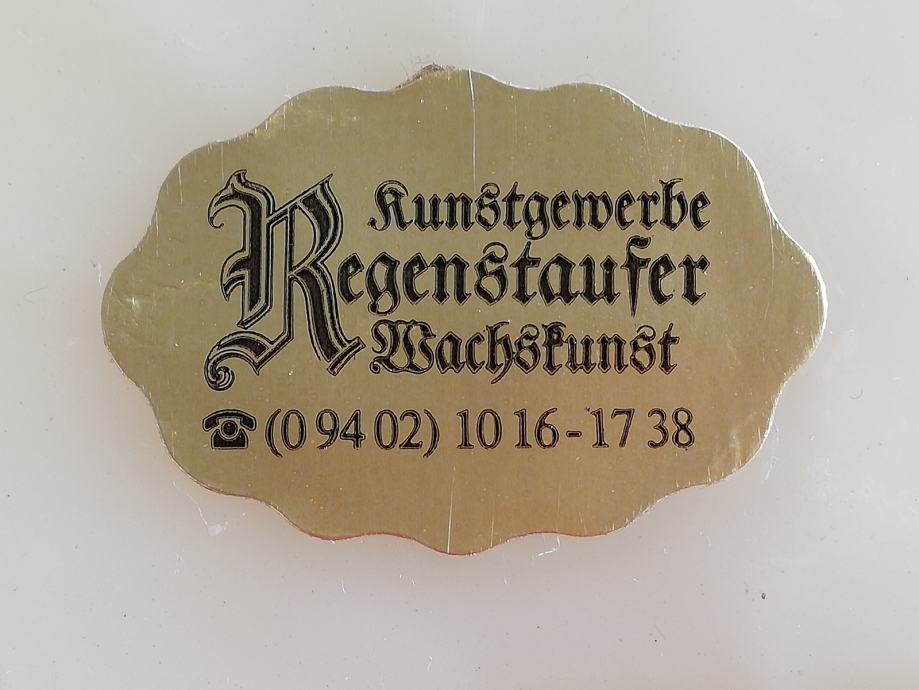 Kunstgewerbe
Regenstaufer
Wachskunst
☎ (0 94 02) 10 16 - 17 38